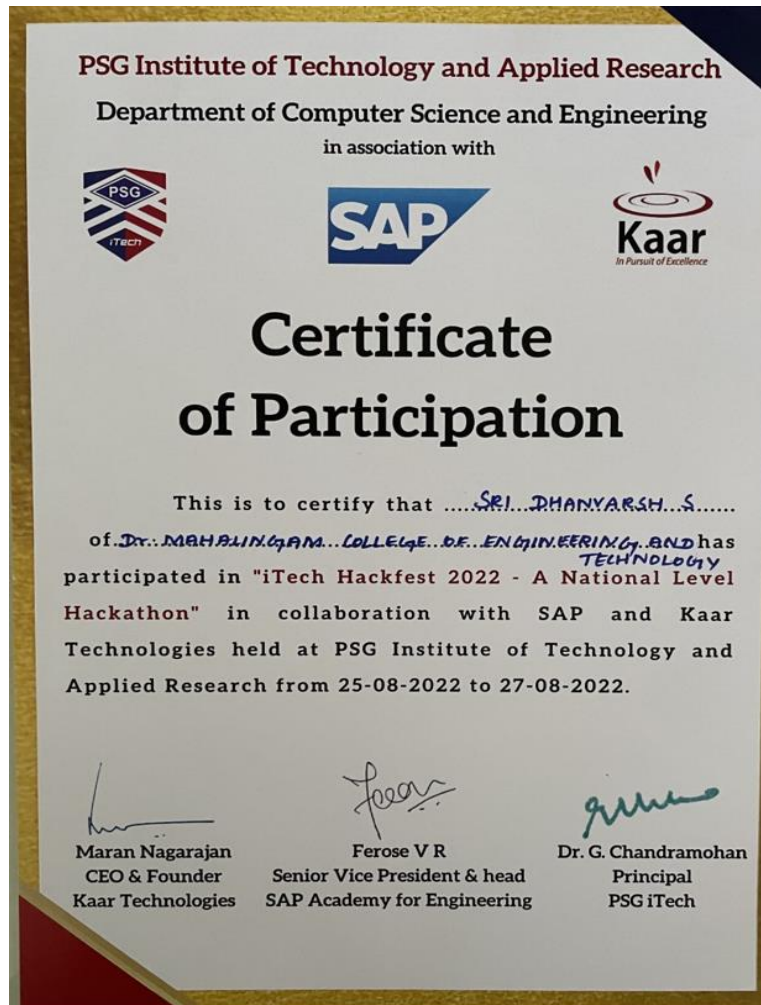 PSG Institute of Technology and Applied Research
Department of Computer Science and Engineering
in association with
PSG
iTech
SAP
Kaar
In Pursuit of Excellence
Certificate
of Participation
This is to certify that .....SRI...DHANYARSH...S......
of.Dr..MAHALINGAM...COLLEGE...OF...ENGINEERING..AND has
TECHNOLOGY
participated in "iTech Hackfest 2022 - A National Level
Hackathon" in collaboration with SAP and Kaar
Technologies held at PSG Institute of Technology and
Applied Research from 25-08-2022 to 27-08-2022.
Maran Nagarajan
CEO & Founder
Kaar Technologies
Ferose V R
Senior Vice President & head
SAP Academy for Engineering
Dr. G. Chandramohan
Principal
PSG iTech